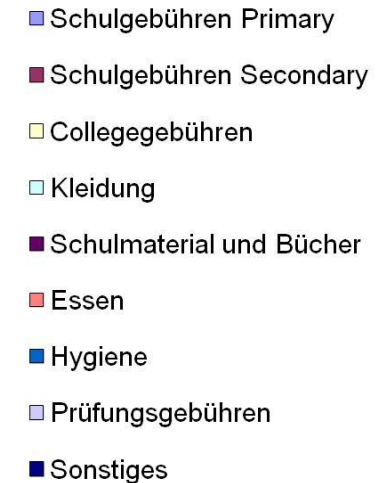 Schulgebühren Primary
Schulgebühren Secondary
Collegegebühren
Kleidung
Schulmaterial und Bücher
Essen
Hygiene
Prüfungsgebühren
Sonstiges